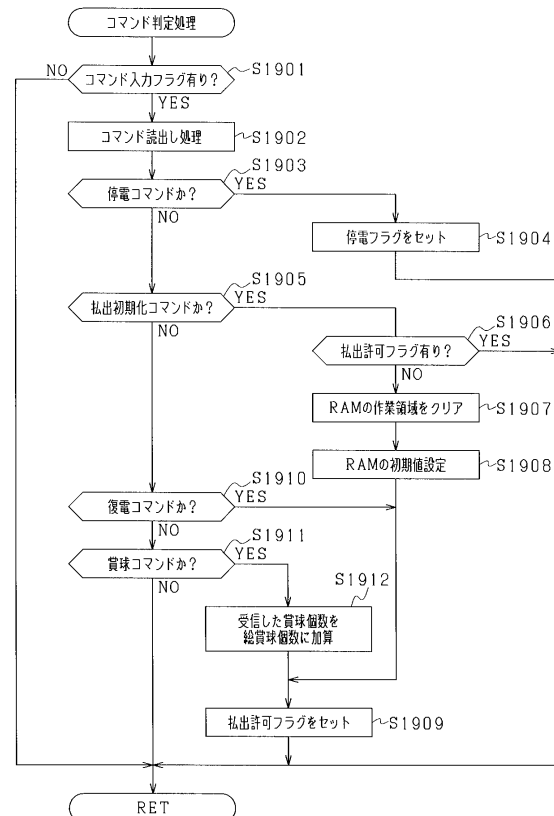 コマンド判定処理
NO
コマンド入力フラグ有り?
S1901
YES
コマンド読出し処理
S1902
停電コマンドか?
S1903
YES
NO
停電フラグをセット
S1904
払出初期化コマンドか?
S1905
YES
NO
払出許可フラグ有り?
S1906
YES
NO
RAMの作業領域をクリア
S1907
RAMの初期値設定
S1908
復電コマンドか?
S1910
YES
NO
賞球コマンドか?
S1911
YES
NO
S1912
受信した賞球個数を
総賞球個数に加算
払出許可フラグをセット
S1909
RET